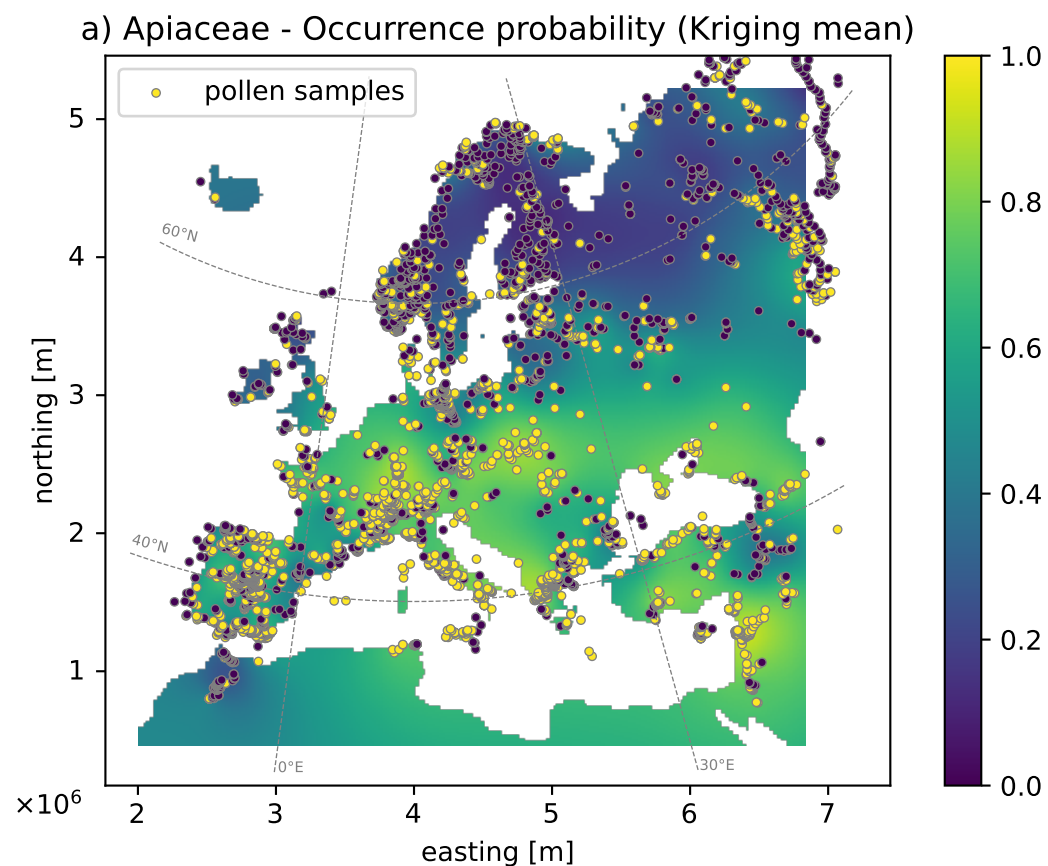 a) Apiaceae - Occurrence probability (Kriging mean)
pollen samples
1.0
0.8
0.6
0.4
0.2
0.0
5
4
3
2
1
northing [m]
60°N
40°N
0°E
30°E
×10⁶
2
3
4
5
6
7
easting [m]